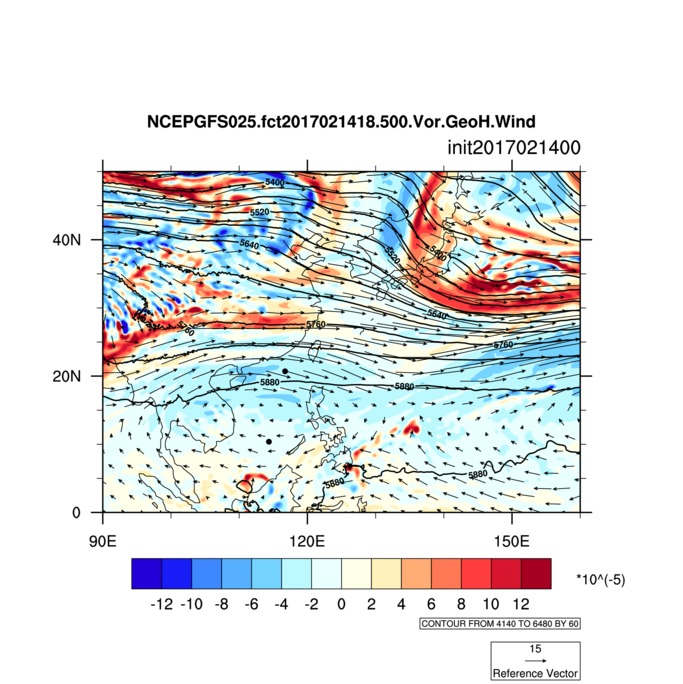 NCEPGFS025.fct2017021418.500.Vor.GeoH.Wind
init2017021400
5400
5520
40N
5640
5520
5640
5760
5760
5760
20N
5880
5880
5880
5880
0
90E 120E 150E
-12 -10 -8 -6 -4 -2 0 2 4 6 8 10 12
*10^(-5)
CONTOUR FROM 4140 TO 6480 BY 60
15
Reference Vector